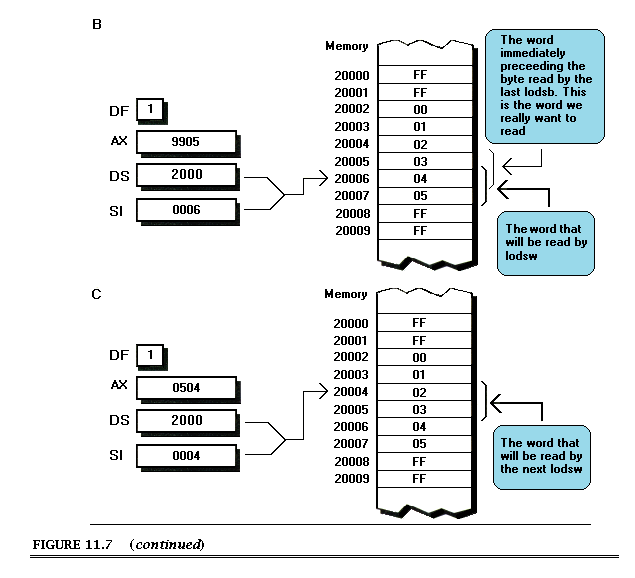 B
Memory
20000 FF
20001 FF
20002 00
20003 01
20004 02
20005 03
20006 04
20007 05
20008 FF
20009 FF
DF 1
AX 9905
DS 2000
SI 0006
The word
immediately
preceeding the
byte read by the
last lodsb. This
is the word we
really want to
read
The word that
will be read by
lodsw
C
Memory
20000 FF
20001 FF
20002 00
20003 01
20004 02
20005 03
20006 04
20007 05
20008 FF
20009 FF
DF 1
AX 0504
DS 2000
SI 0004
The word that
will be read by
the next lodsw
FIGURE 11.7 (continued)